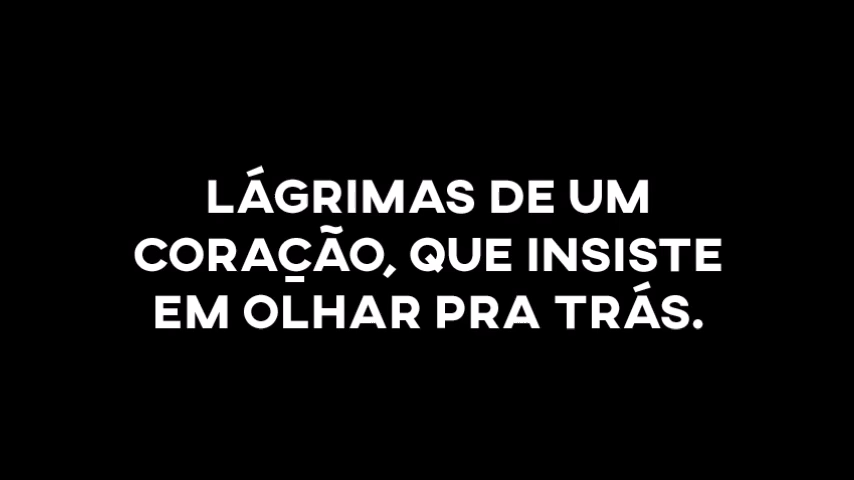 LÁGRIMAS DE UM
CORAÇÃO, QUE INSISTE
EM OLHAR PRA TRÁS.